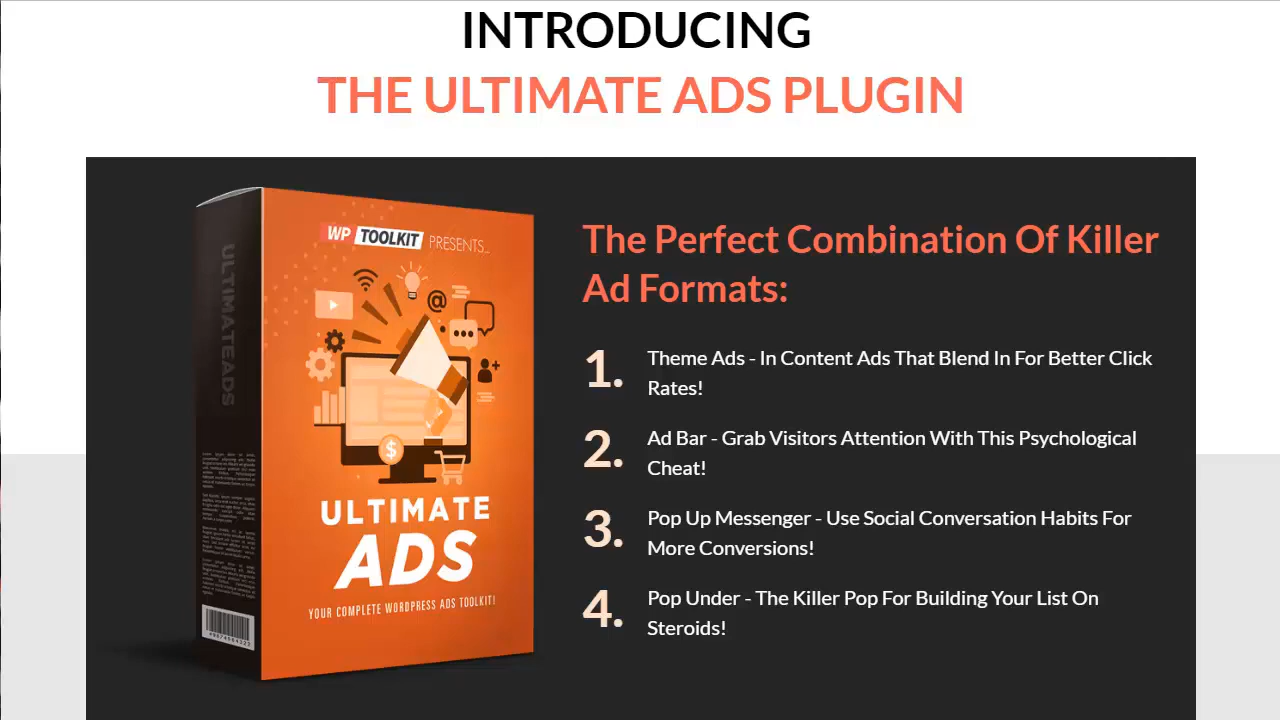 INTRODUCING
THE ULTIMATE ADS PLUGIN
ULTIMATEADS
WP TOOLKIT PRESENTS...
ULTIMATE
ADS
YOUR COMPLETE WORDPRESS ADS TOOLKIT!
The Perfect Combination Of Killer
Ad Formats:
1. Theme Ads - In Content Ads That Blend In For Better Click
Rates!
2. Ad Bar - Grab Visitors Attention With This Psychological
Cheat!
3. Pop Up Messenger - Use Social Conversation Habits For
More Conversions!
4. Pop Under - The Killer Pop For Building Your List On
Steroids!